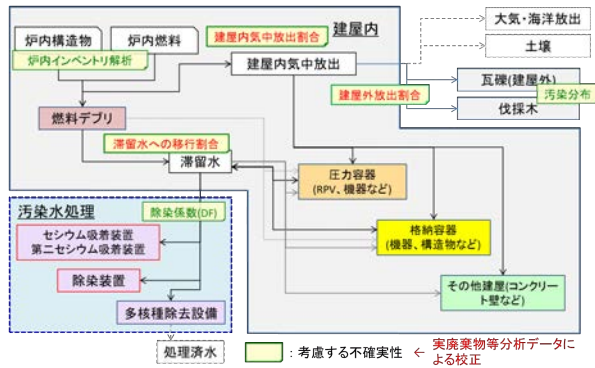 大気・海洋放出
土壌
建屋内
炉内構造物
炉内燃料
炉内インベントリ解析
建屋内気中放出割合
建屋内気中放出
建屋外放出割合
瓦礫(建屋外)
汚染分布
伐採木
燃料デブリ
滞留水への移行割合
滞留水
圧力容器
(RPV、機器など)
汚染水処理
除染係数(DF)
セシウム吸着装置
第二セシウム吸着装置
格納容器
(機器、構造物など)
除染装置
その他建屋(コンクリー
ト壁など)
多核種除去設備
処理済水
：考慮する不確実性
← 実廃棄物等分析データに
よる校正